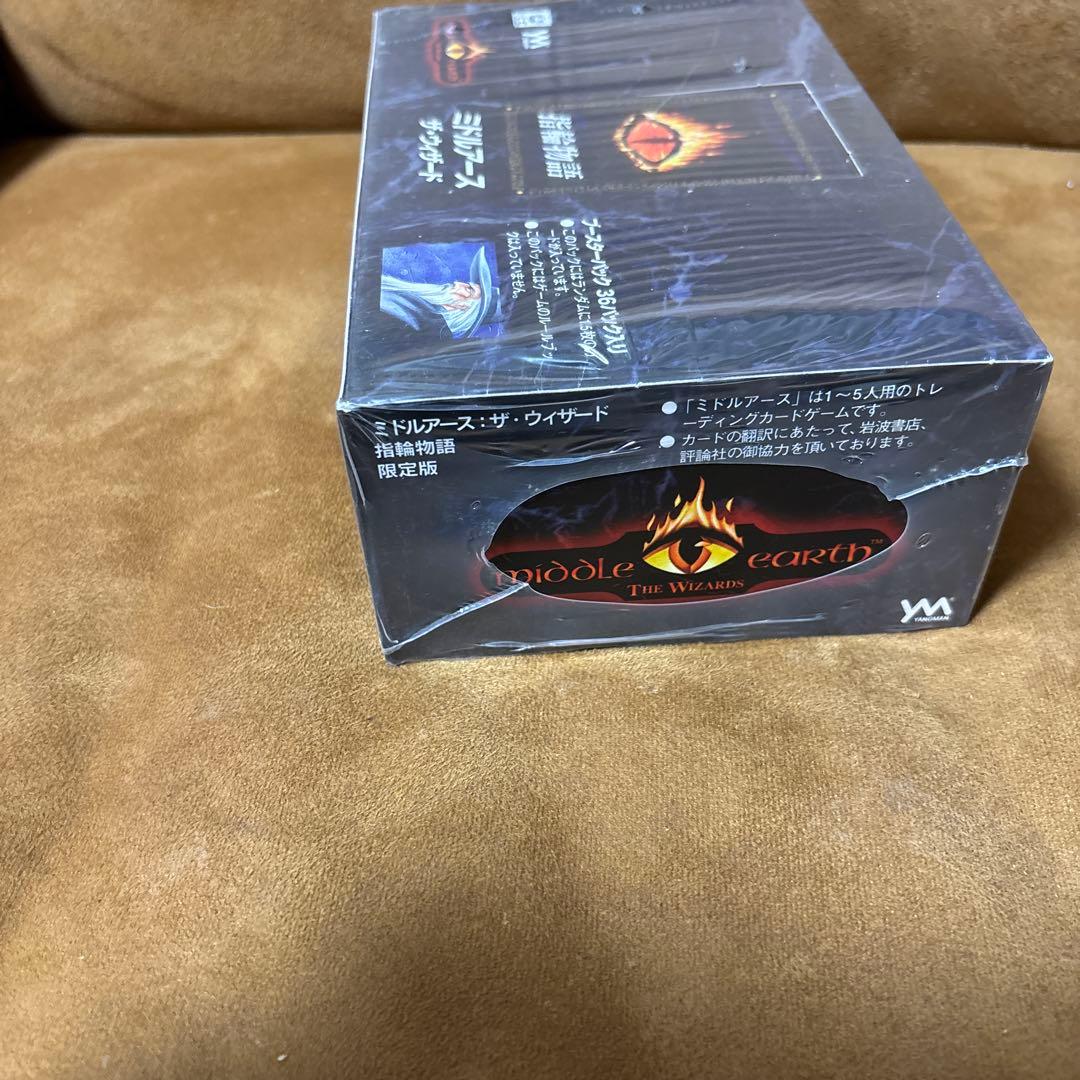 指輪物語
ミドルアース
ザ・ウィザード
ブースターパック36パック入り
●このパックにはランダムに15枚のカ
ードが入っています。
●このパックにはゲームのルールブッ
クは入っていません。
ミドルアース:ザ・ウィザード
指輪物語
限定版
●「ミドルアース」は1〜5人用のトレ
ーディングカードゲームです。
●カードの翻訳にあたって、岩波書店、
評論社の御協力を頂いております。
middle earth™
THE WIZARDS
YM
YANOMAN